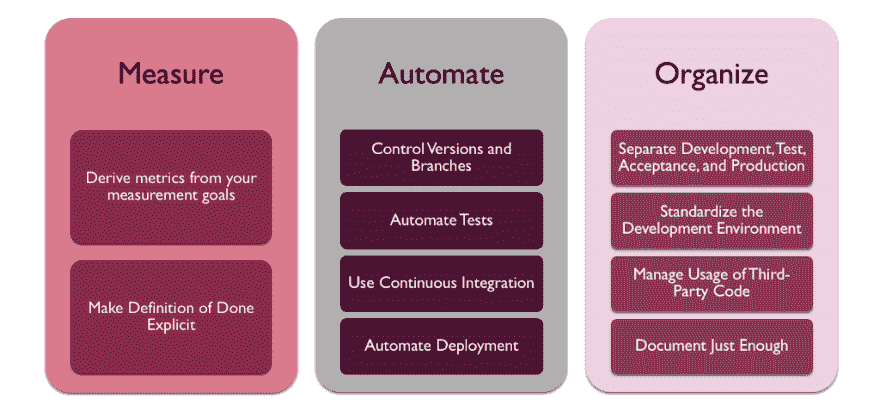 Measure
Derive metrics from your
measurement goals
Make Definition of Done
Explicit
Automate
Control Versions and
Branches
Automate Tests
Use Continuous Integration
Automate Deployment
Organize
Separate Development, Test,
Acceptance, and Production
Standardize the
Development Environment
Manage Usage of Third-
Party Code
Document Just Enough